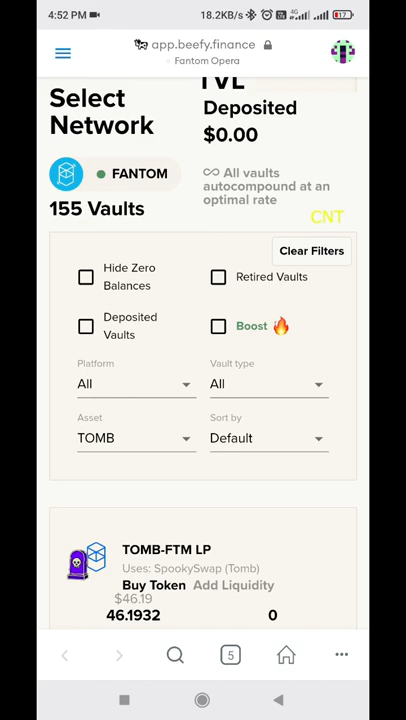 4:52 PM
18.2KB/s
4G
17
app.beefy.finance
Fantom Opera
Select
Network
TVL
Deposited
$0.00
FANTOM
155 Vaults
All vaults
autocompound at an
optimal rate
CNT
Clear Filters
Hide Zero
Balances
Retired Vaults
Deposited
Vaults
Boost
Platform
All
Vault type
All
Asset
TOMB
Sort by
Default
TOMB-FTM LP
Uses: SpookySwap (Tomb)
Buy Token Add Liquidity
$46.19
46.1932
0
5